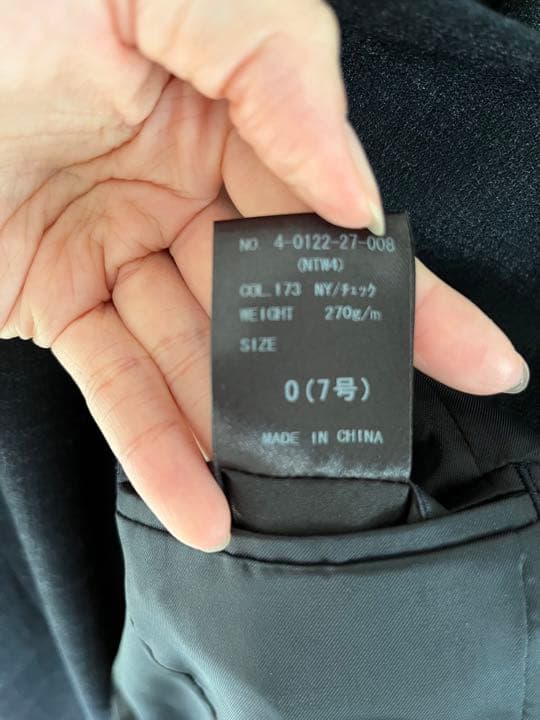 NO 4-0122-27-008
(NTW4)
COL.173 NY/チェック
WEIGHT 270g/m
SIZE
0(7号)
MADE IN CHINA